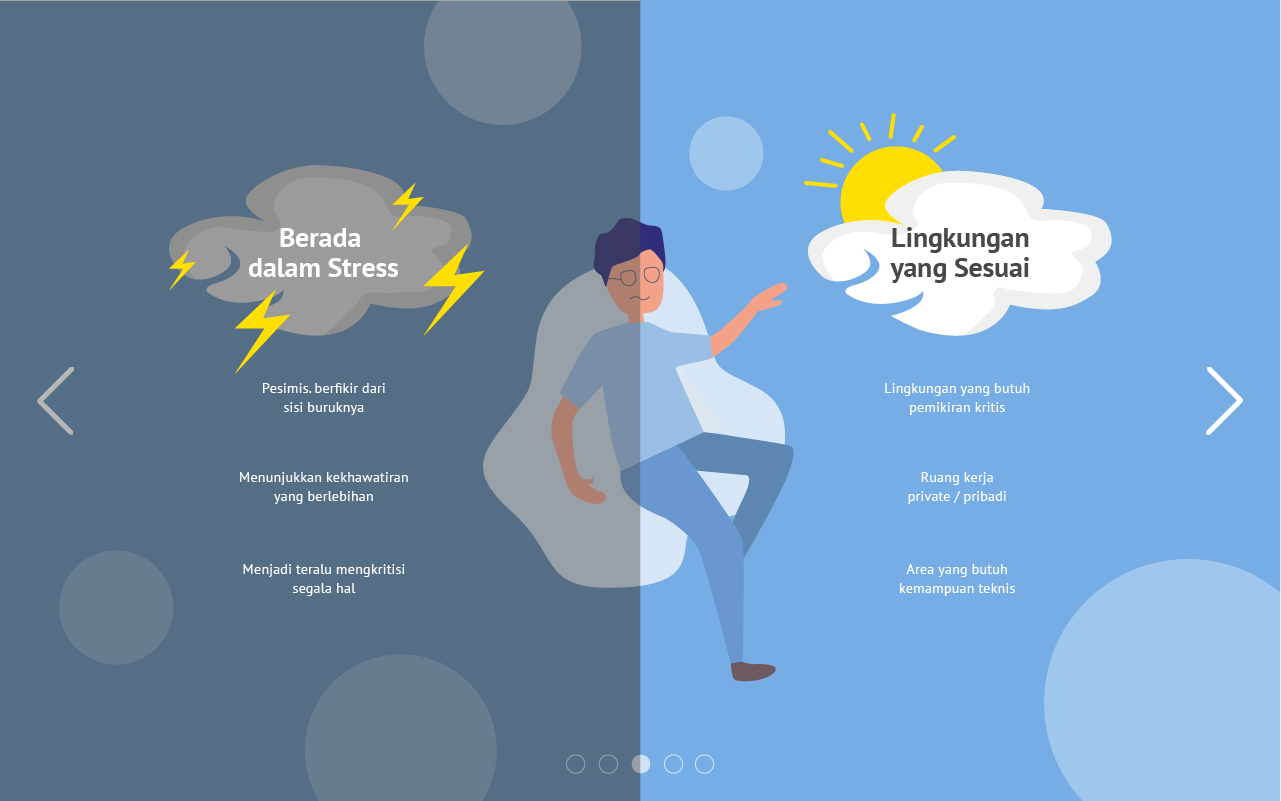 Berada
dalam Stress
Pesimis. berfikir dari
sisi buruknya
Menunjukkan kekhawatiran
yang berlebihan
Menjadi teralu mengkritisi
segala hal
Lingkungan
yang Sesuai
Lingkungan yang butuh
pemikiran kritis
Ruang kerja
private / pribadi
Area yang butuh
kemampuan teknis